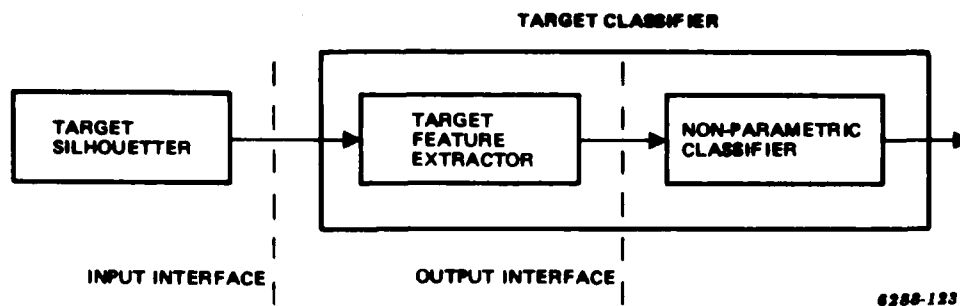 TARGET CLASSIFIER
TARGET
SILHOUETTER
TARGET
FEATURE
EXTRACTOR
NON-PARAMETRIC
CLASSIFIER
INPUT INTERFACE
OUTPUT INTERFACE
6288-123